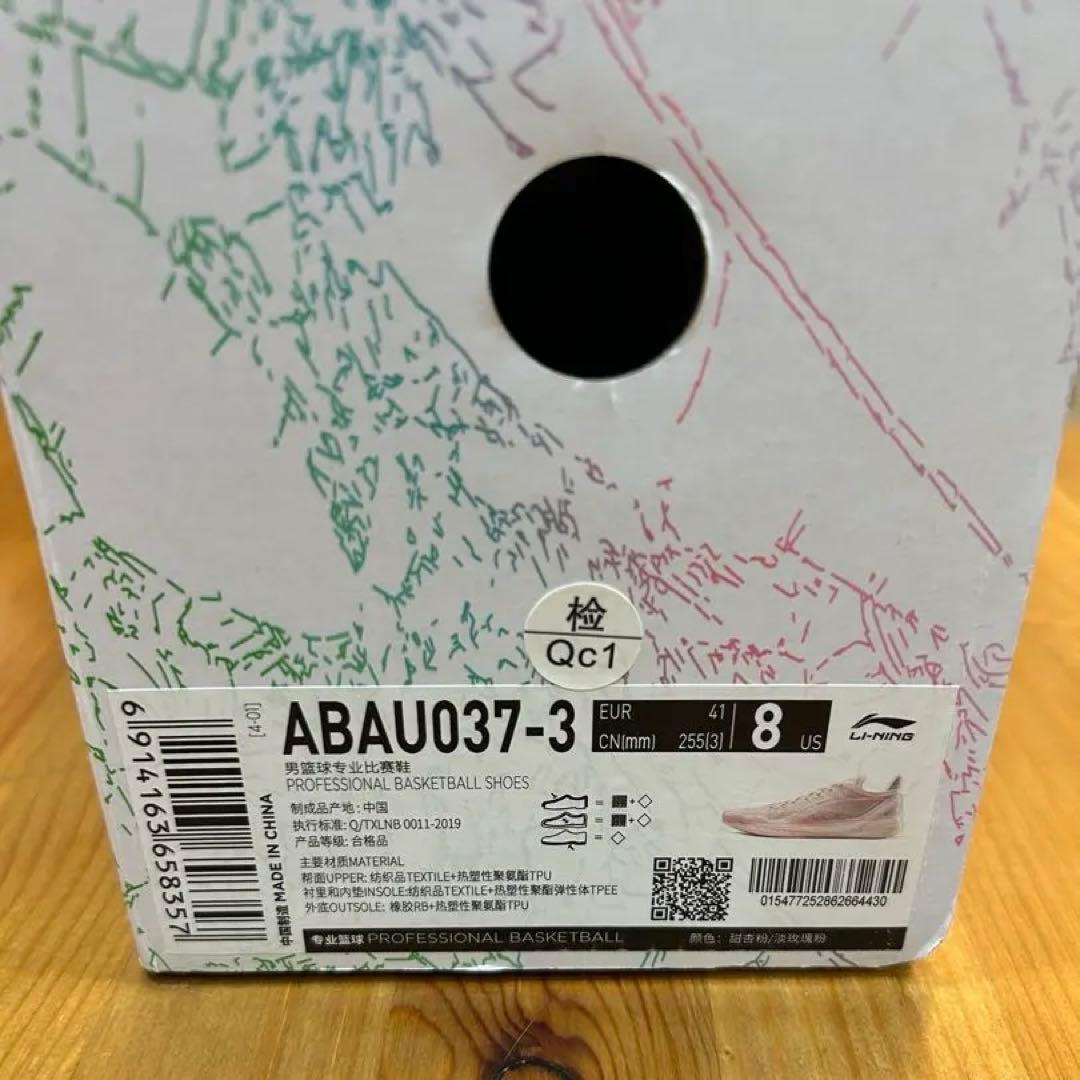 检
Qc1
[4-01]
6914163658357
中国制造 MADE IN CHINA
ABAU037-3
EUR 41
CN(mm) 255(3)
8 US
LI-NING
男篮球专业比赛鞋
PROFESSIONAL BASKETBALL SHOES
制成品产地: 中国
执行标准: Q/TXLNB 0011-2019
产品等级: 合格品
主要材质MATERIAL
帮面UPPER: 纺织品TEXTILE+热塑性聚氨酯TPU
衬里和内垫INSOLE:纺织品TEXTILE+热塑性聚酯弹性体TPEE
外底OUTSOLE: 橡胶RB+热塑性聚氨酯TPU
015477252862664430
专业篮球 PROFESSIONAL BASKETBALL
颜色: 甜杏粉/淡玫瑰粉